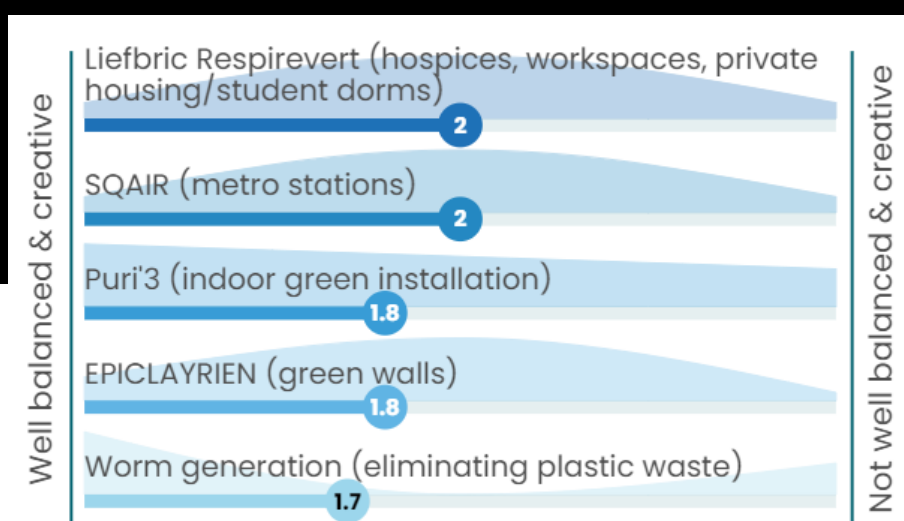 Well balanced & creative
Liefbric Respirevert (hospices, workspaces, private
housing/student dorms)
2
SQAIR (metro stations)
2
Puri'3 (indoor green installation)
1.8
EPICLAYRIEN (green walls)
1.8
Worm generation (eliminating plastic waste)
1.7
Not well balanced & creative